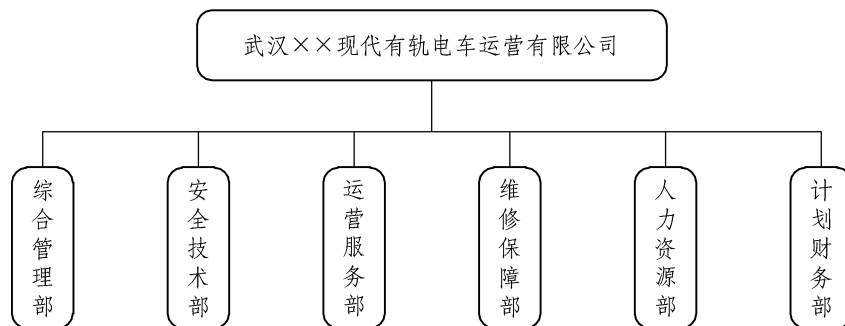 武汉××现代有轨电车运营有限公司
综合管理部
安全技术部
运营服务部
维修保障部
人力资源部
计划财务部